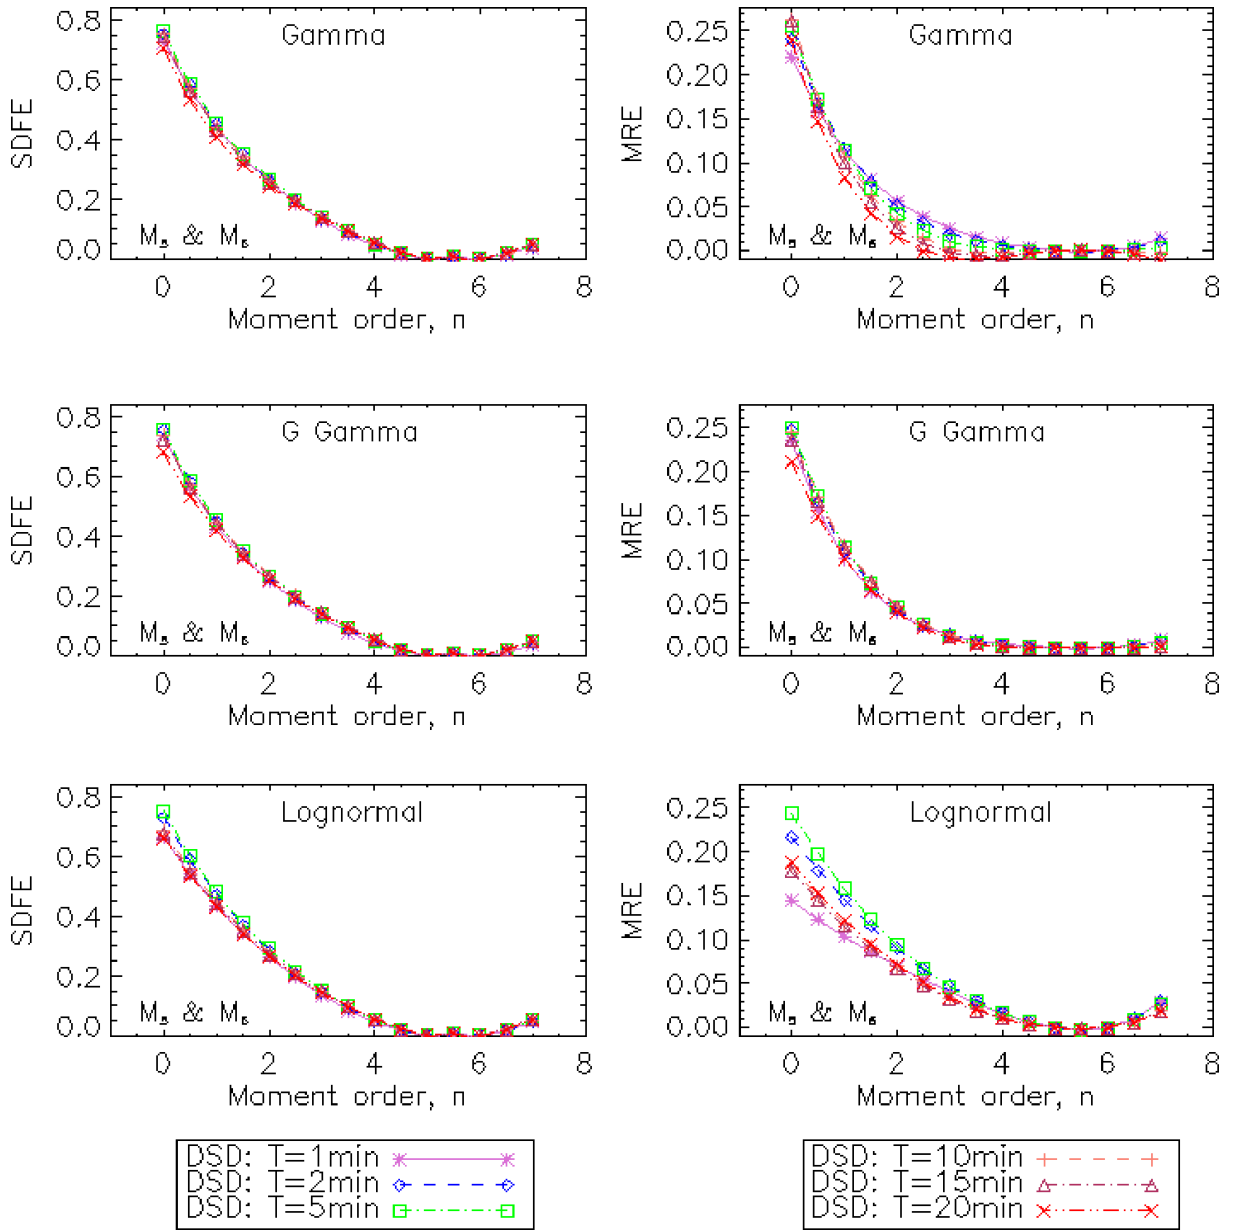 Gamma
SDFE
0.8
0.6
0.4
0.2
0.0
M5 & M6
0 2 4 6 8
Moment order, n
Gamma
MRE
0.25
0.20
0.15
0.10
0.05
0.00
M5 & M6
0 2 4 6 8
Moment order, n
G Gamma
SDFE
0.8
0.6
0.4
0.2
0.0
M5 & M6
0 2 4 6 8
Moment order, n
G Gamma
MRE
0.25
0.20
0.15
0.10
0.05
0.00
M5 & M6
0 2 4 6 8
Moment order, n
Lognormal
SDFE
0.8
0.6
0.4
0.2
0.0
M5 & M6
0 2 4 6 8
Moment order, n
Lognormal
MRE
0.25
0.20
0.15
0.10
0.05
0.00
M5 & M6
0 2 4 6 8
Moment order, n
DSD: T=1min
DSD: T=2min
DSD: T=5min
DSD: T=10min
DSD: T=15min
DSD: T=20min